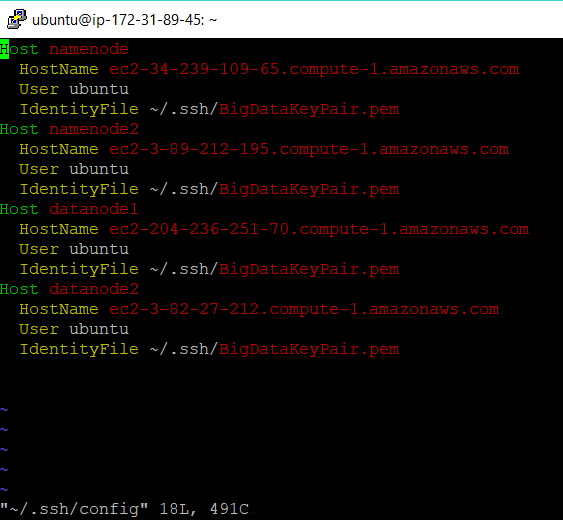 ubuntu@ip-172-31-89-45: ~
Host namenode
  HostName ec2-34-239-109-65.compute-1.amazonaws.com
  User ubuntu
  IdentityFile ~/.ssh/BigDataKeyPair.pem
Host namenode2
  HostName ec2-3-89-212-195.compute-1.amazonaws.com
  User ubuntu
  IdentityFile ~/.ssh/BigDataKeyPair.pem
Host datanode1
  HostName ec2-204-236-251-70.compute-1.amazonaws.com
  User ubuntu
  IdentityFile ~/.ssh/BigDataKeyPair.pem
Host datanode2
  HostName ec2-3-82-27-212.compute-1.amazonaws.com
  User ubuntu
  IdentityFile ~/.ssh/BigDataKeyPair.pem
~
~
~
~
~
"~/.ssh/config" 18L, 491C